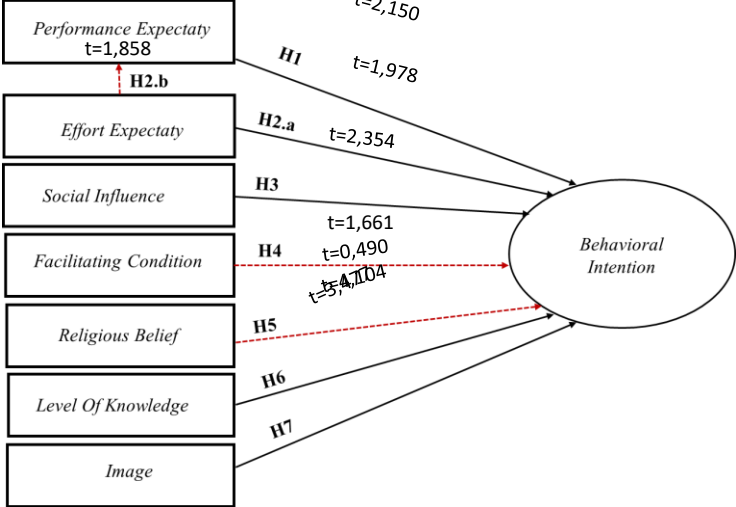 t=2,150
Performance Expectaty
t=1,858
H1
t=1,978
H2.b
Effort Expectaty
H2.a
t=2,354
Social Influence
H3
t=1,661
Facilitating Condition
H4
t=0,490
Behavioral
Intention
Religious Belief
H5
Level Of Knowledge
H6
Image
H7